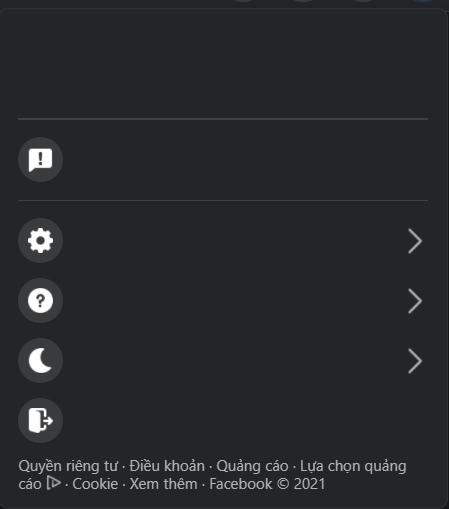 Quyền riêng tư · Điều khoản · Quảng cáo · Lựa chọn quảng
cáo · Cookie · Xem thêm · Facebook © 2021